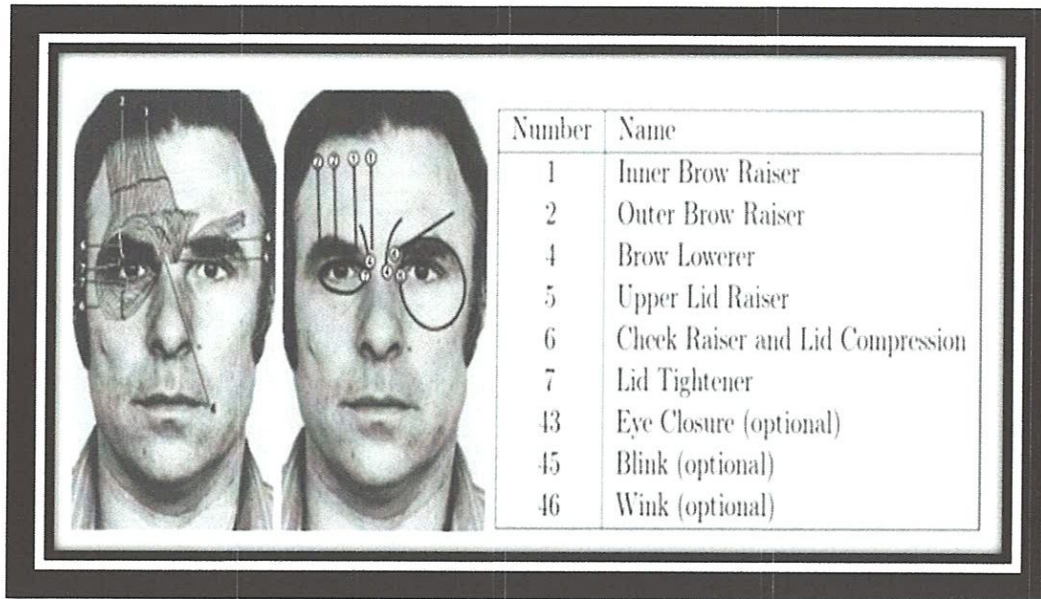 Number Name
1 Inner Brow Raiser
2 Outer Brow Raiser
4 Brow Lowerer
5 Upper Lid Raiser
6 Cheek Raiser and Lid Compression
7 Lid Tightener
43 Eye Closure (optional)
45 Blink (optional)
46 Wink (optional)